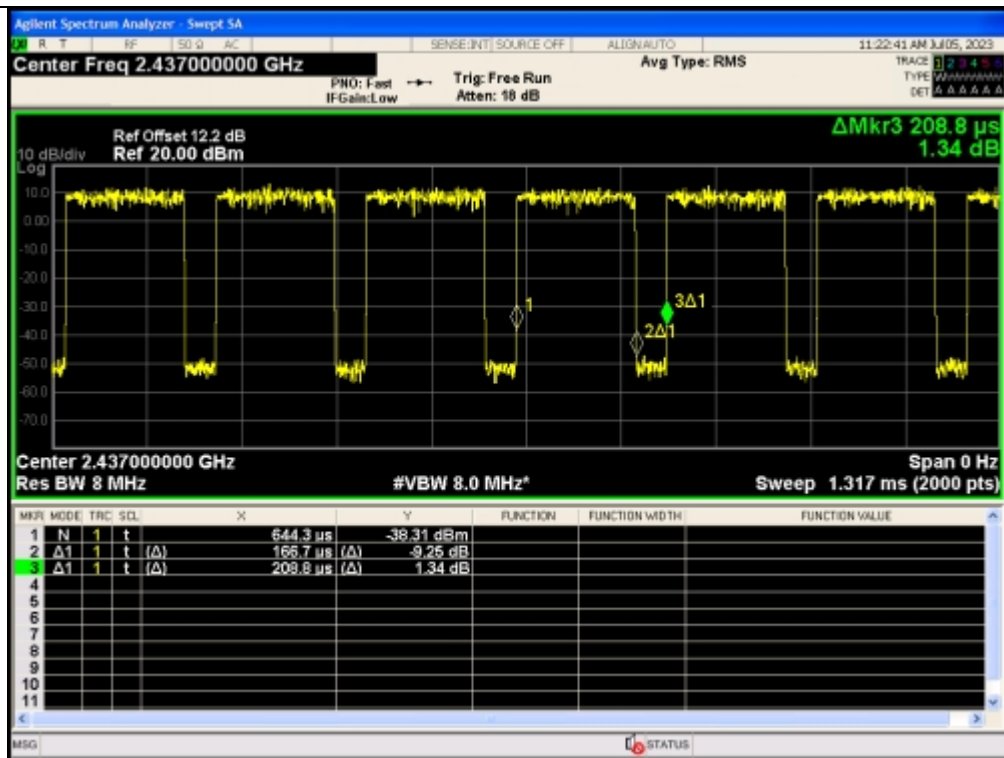 Agilent Spectrum Analyzer - Swept SA
R T RF 50 Ω AC SENSE:INT SOURCE OFF ALIGNAUTO 11:22:41 AM Jul 05, 2023
Center Freq 2.437000000 GHz
Avg Type: RMS
TRACE 1 2 3 4 5 6
PNO: Fast
Trig: Free Run
TYPE
IFGain:Low
Atten: 18 dB
DET A A A A A A
ΔMkr3 208.8 µs
1.34 dB
Ref Offset 12.2 dB
10 dB/div Ref 20.00 dBm
Log
10.0
0.00
-10.0
-20.0
-30.0
-40.0
-50.0
-60.0
-70.0
1
2Δ1
3Δ1
Center 2.437000000 GHz Span 0 Hz
Res BW 8 MHz #VBW 8.0 MHz* Sweep 1.317 ms (2000 pts)
MKR MODE TRC SCL X Y FUNCTION FUNCTION WIDTH FUNCTION VALUE
1 N 1 t 644.3 µs -38.31 dBm
2 Δ1 1 t (Δ) 166.7 µs (Δ) -9.25 dB
3 Δ1 1 t (Δ) 208.8 µs (Δ) 1.34 dB
4
5
6
7
8
9
10
11
MSG STATUS